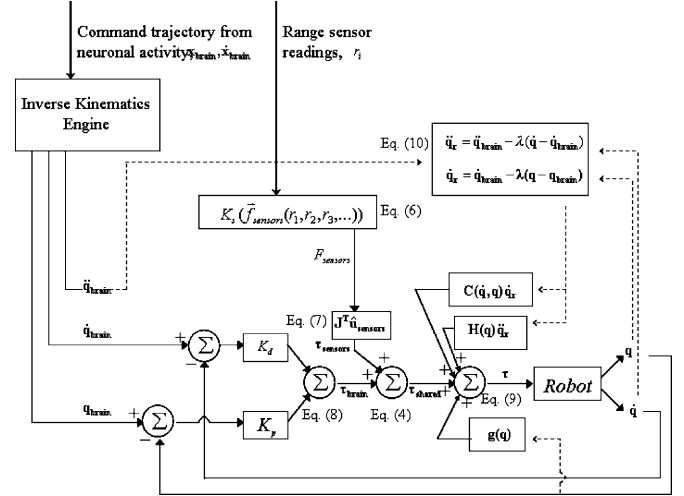 Command trajectory from
neuronal activity, x_brain, ẋ_brain
Range sensor
readings, r_i
Inverse Kinematics
Engine
Eq. (10)
q̈_r = q̈_brain − λ(q̇ − q̇_brain)
q̇_r = q̇_brain − λ(q − q_brain)
K_s (f⃗_sensors(r_1,r_2,r_3,...))
Eq. (6)
F_sensors
q̈_brain
C(q̇,q)q̇_r
H(q)q̈_r
Eq. (7)
J^T û_sensors
τ_sensors
q̇_brain
+
−
Σ
K_d
Σ
Eq. (8)
τ_brain
+
+
Σ
Eq. (4)
τ_shared
+
+
+
+
Σ
Eq. (9)
τ
Robot
q
q̇
q_brain
+
−
Σ
K_p
g(q)